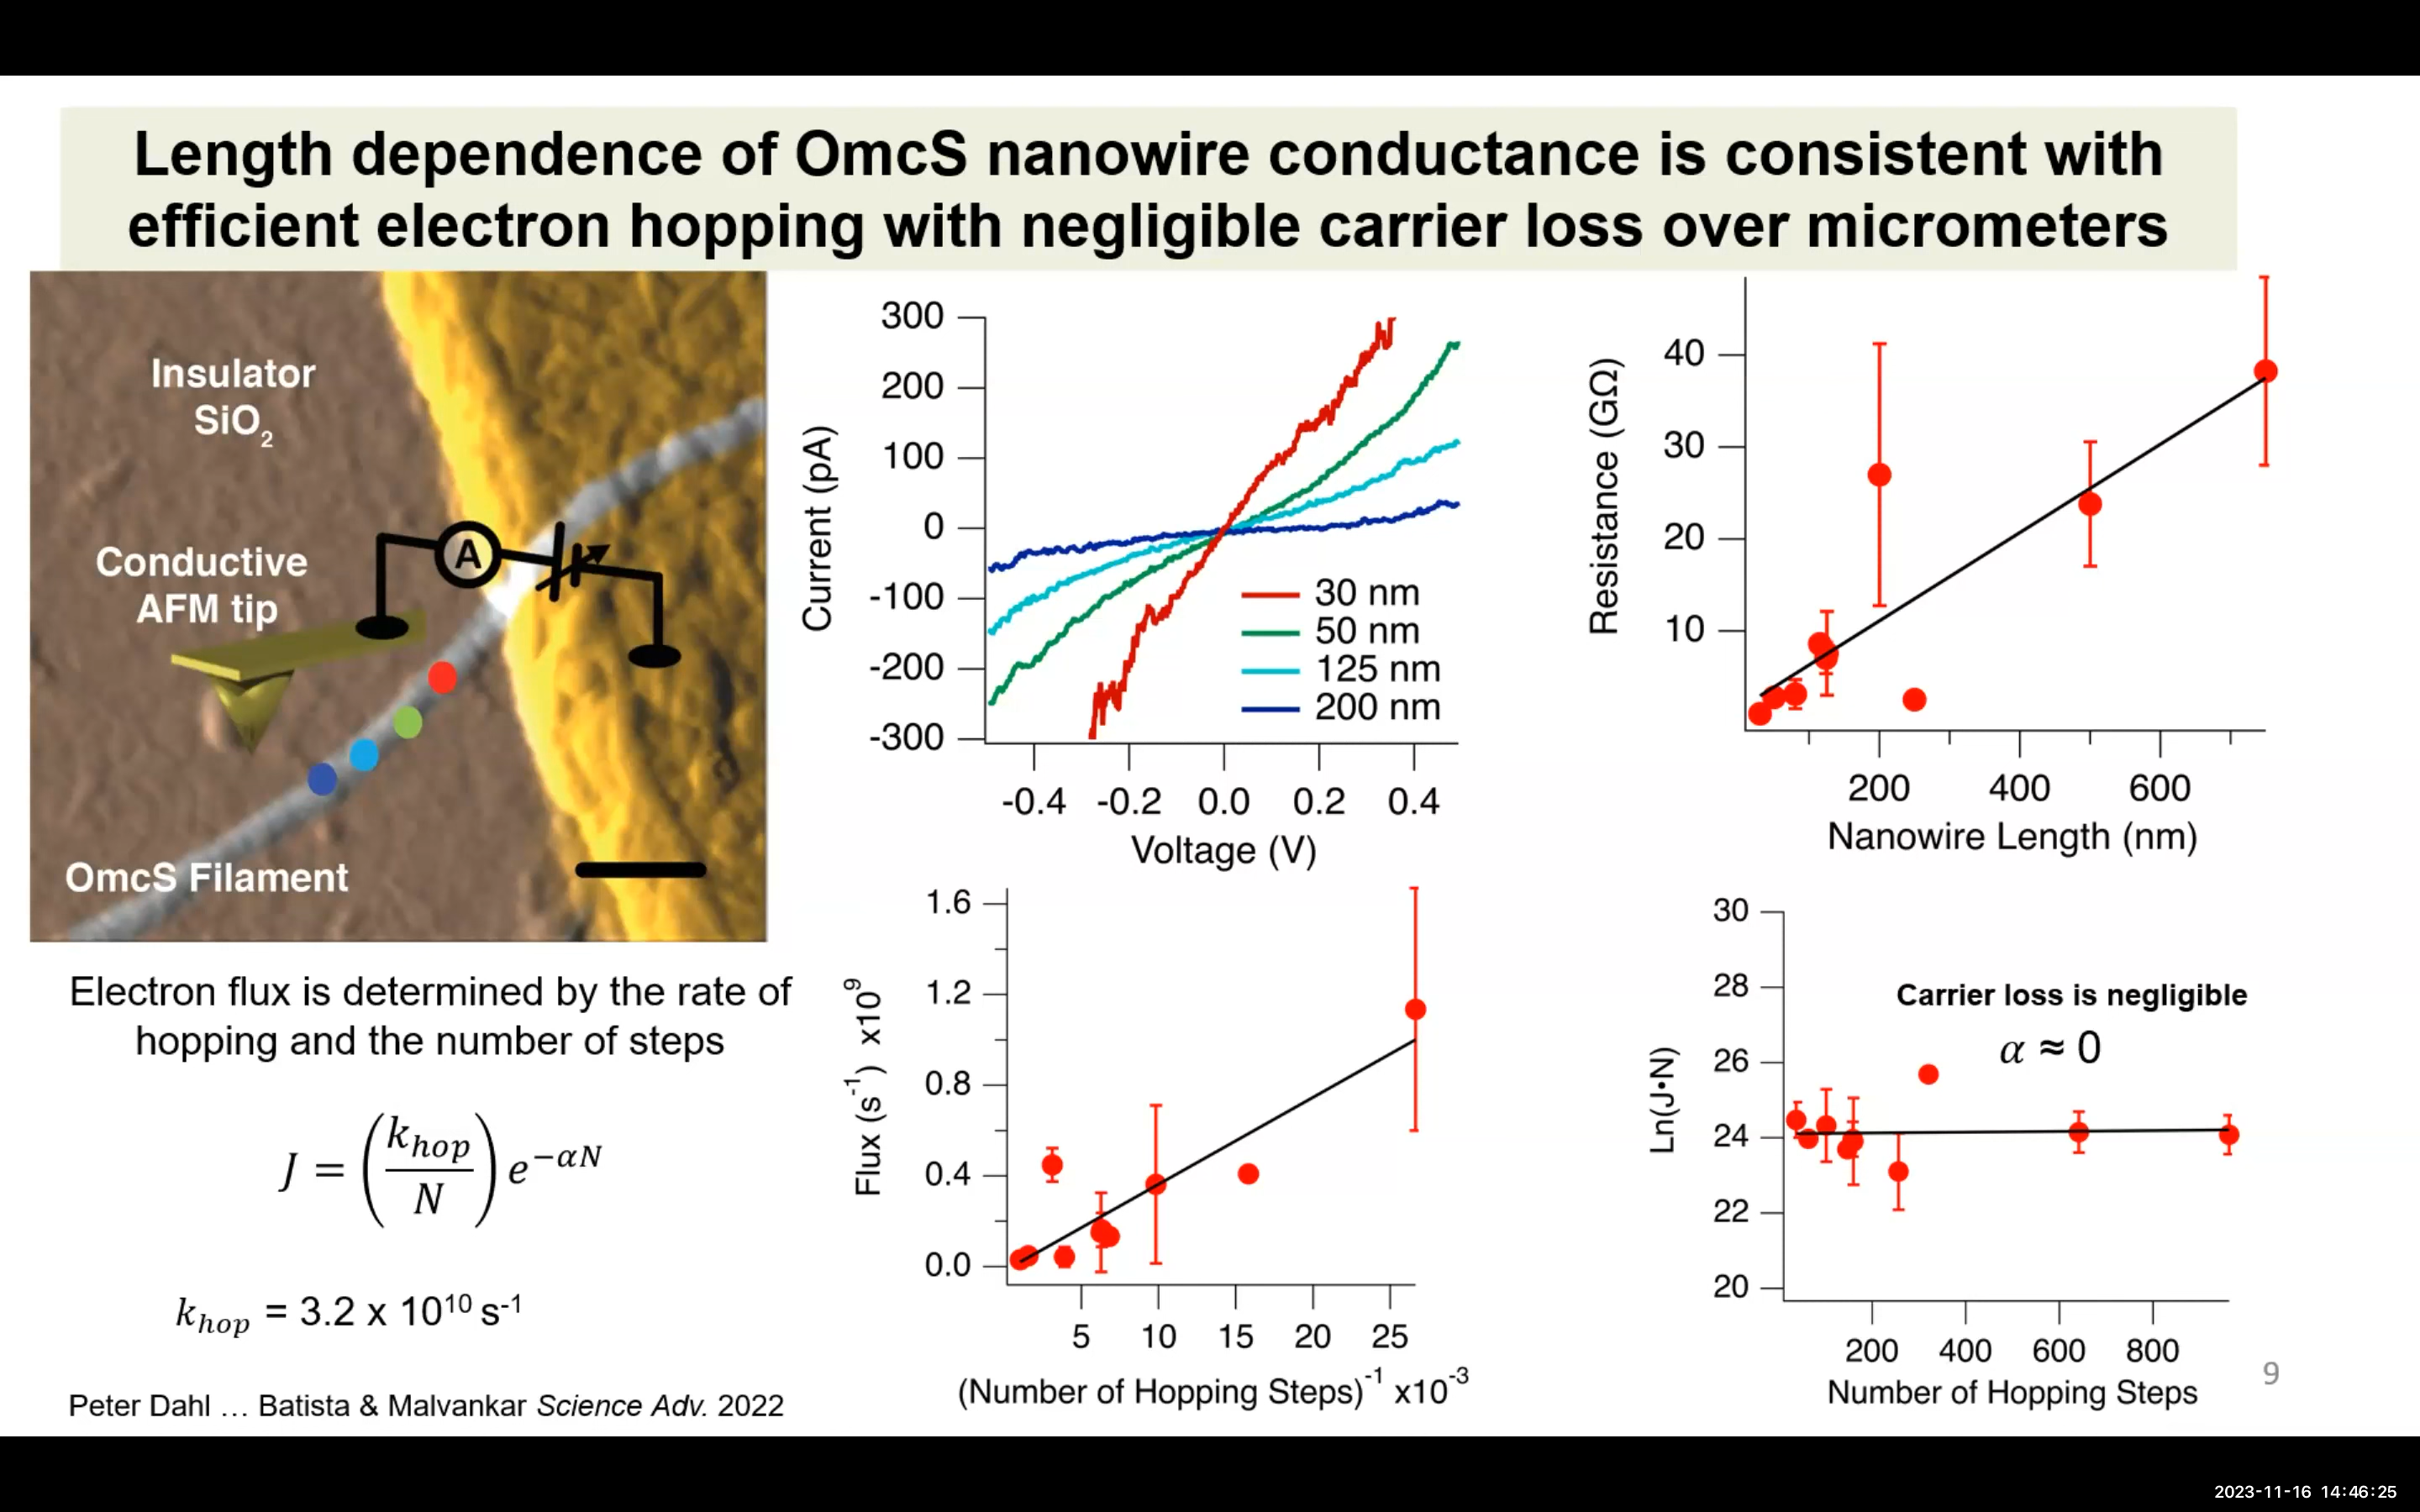 Length dependence of OmcS nanowire conductance is consistent with
efficient electron hopping with negligible carrier loss over micrometers
Insulator
SiO₂
Conductive
AFM tip
A
OmcS Filament
Electron flux is determined by the rate of
hopping and the number of steps
J = (k_hop / N) e^{-αN}
k_hop = 3.2 x 10¹⁰ s⁻¹
Peter Dahl … Batista & Malvankar Science Adv. 2022
Current (pA)
300
200
100
0
-100
-200
-300
30 nm
50 nm
125 nm
200 nm
-0.4 -0.2 0.0 0.2 0.4
Voltage (V)
Resistance (GΩ)
40
30
20
10
200 400 600
Nanowire Length (nm)
Flux (s⁻¹) x10⁹
1.6
1.2
0.8
0.4
0.0
5 10 15 20 25
(Number of Hopping Steps)⁻¹ x10⁻³
Ln(J•N)
30
28
26
24
22
20
Carrier loss is negligible
α ≈ 0
200 400 600 800
Number of Hopping Steps
9
2023-11-16 14:46:25